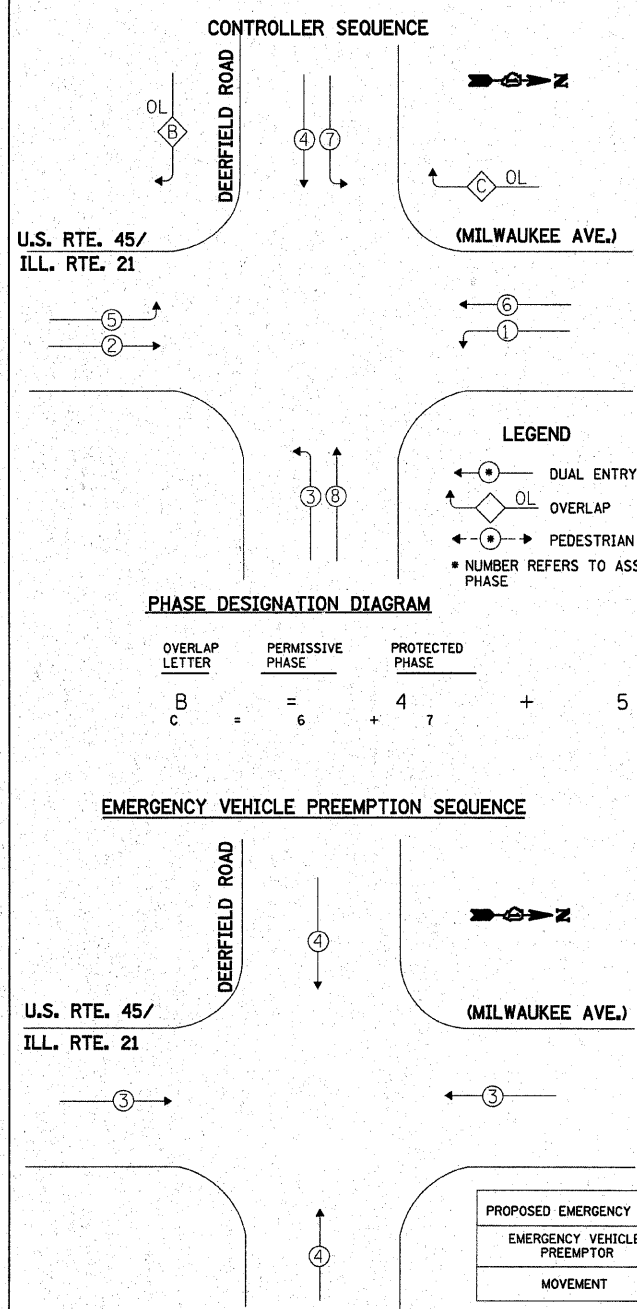 CONTROLLER SEQUENCE
DEERFIELD ROAD
OL
B
4 7
N
C OL
U.S. RTE. 45/
ILL. RTE. 21
(MILWAUKEE AVE.)
5
2
6
1
3 8
LEGEND
* DUAL ENTRY
OL OVERLAP
* PEDESTRIAN
* NUMBER REFERS TO ASS
PHASE
PHASE DESIGNATION DIAGRAM
OVERLAP LETTER
PERMISSIVE PHASE
PROTECTED PHASE
B = 4 + 5
C = 6 + 7
EMERGENCY VEHICLE PREEMPTION SEQUENCE
DEERFIELD ROAD
4
N
U.S. RTE. 45/
ILL. RTE. 21
(MILWAUKEE AVE.)
3
3
4
PROPOSED EMERGENCY
EMERGENCY VEHICLE
PREEMPTOR
MOVEMENT